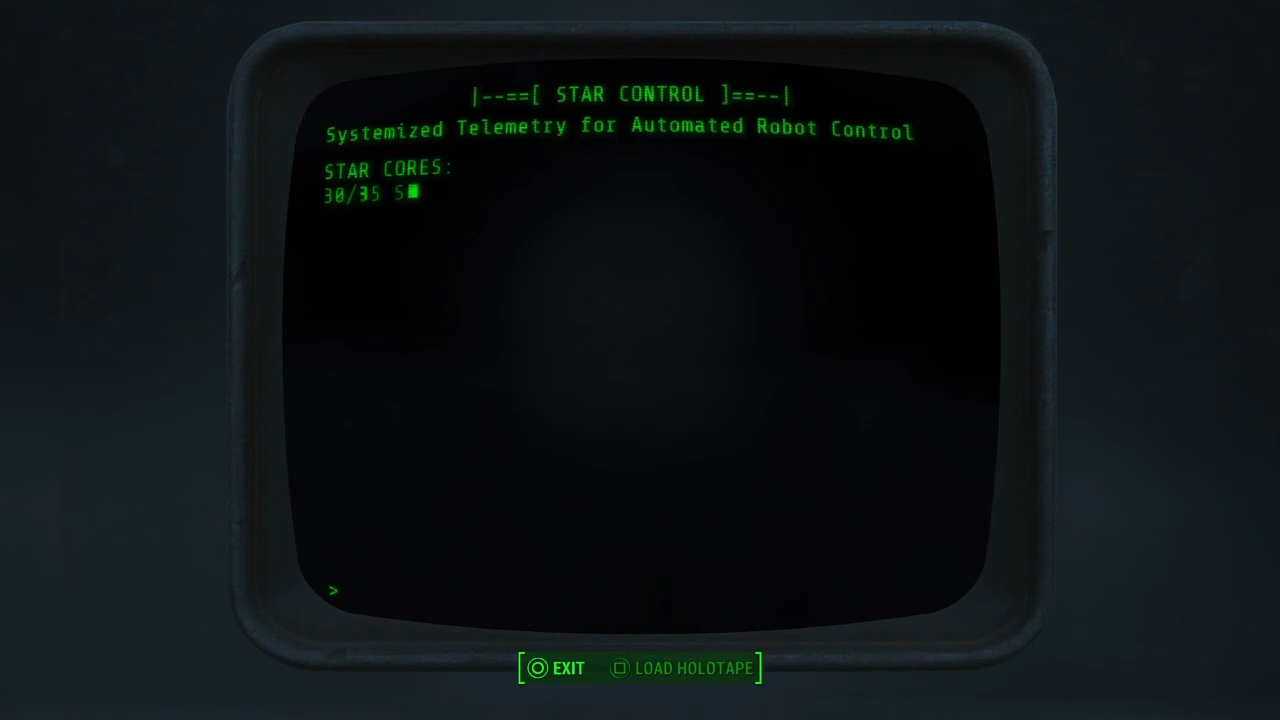 |--==[ STAR CONTROL ]==--|
Systemized Telemetry for Automated Robot Control
STAR CORES:
30/35 S
>
EXIT LOAD HOLOTAPE